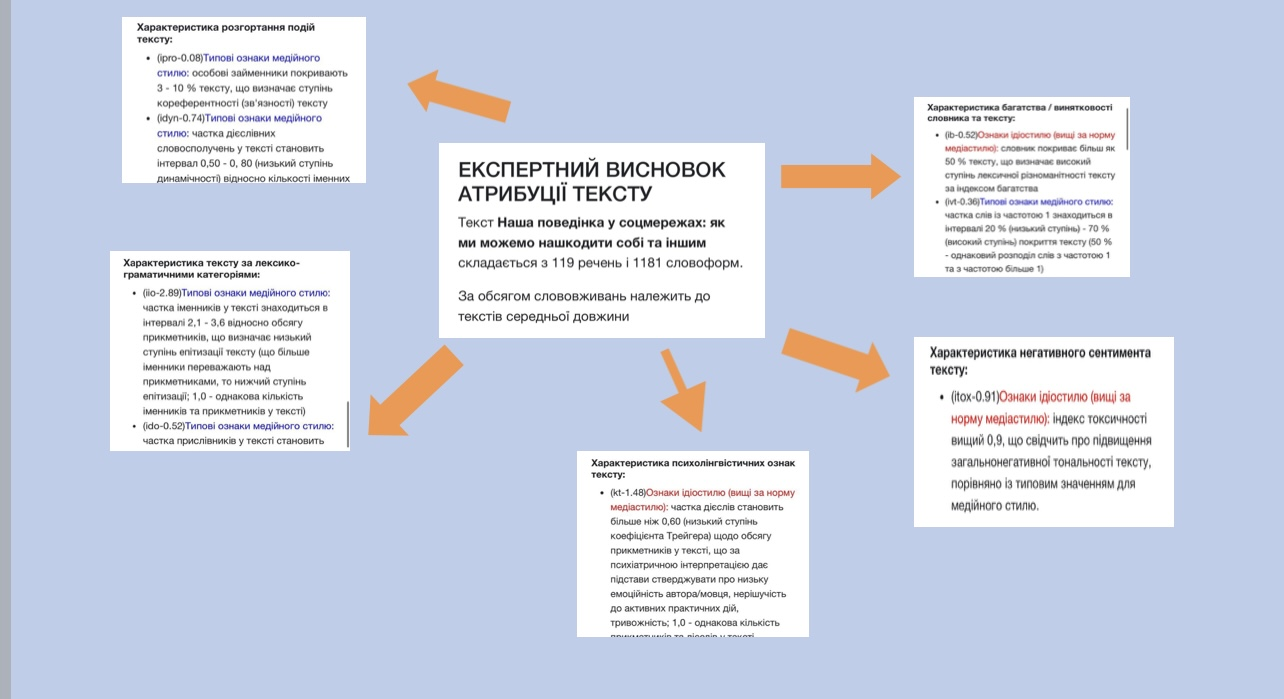 Характеристика розгортання подій
тексту:
• (ipro-0.08)Типові ознаки медійного
стилю: особові займенники покривають
3 - 10 % тексту, що визначає ступінь
кореферентності (зв'язності) тексту
• (idyn-0.74)Типові ознаки медійного
стилю: частка дієслівних
словосполучень у тексті становить
інтервал 0,50 - 0, 80 (низький ступінь
динамічності) відносно кількості іменних
ЕКСПЕРТНИЙ ВИСНОВОК
АТРИБУЦІЇ ТЕКСТУ
Текст Наша поведінка у соцмережах: як
ми можемо нашкодити собі та іншим
складається з 119 речень і 1181 словоформ.
За обсягом слововживань належить до
текстів середньої довжини
Характеристика багатства / винятковості
словника та тексту:
• (ib-0.52)Ознаки ідіостилю (вищі за норму
медіастилю): словник покриває більш як
50 % тексту, що визначає високий
ступінь лексичної різноманітності тексту
за індексом багатства
• (ivt-0.36)Типові ознаки медійного стилю:
частка слів із частотою 1 знаходиться в
інтервалі 20 % (низький ступінь) - 70 %
(високий ступінь) покриття тексту (50 %
- однаковий розподіл слів з частотою 1
та з частотою більше 1)
Характеристика тексту за лексико-
граматичними категоріями:
• (iio-2.89)Типові ознаки медійного стилю:
частка іменників у тексті знаходиться в
інтервалі 2,1 - 3,6 відносно обсягу
прикметників, що визначає низький
ступінь епітизації тексту (що більше
іменники переважають над
прикметниками, то нижчий ступінь
епітизації; 1,0 - однакова кількість
іменників та прикметників у тексті)
• (ido-0.52)Типові ознаки медійного стилю:
частка прислівників у тексті становить
Характеристика негативного сентимента
тексту:
• (itox-0.91)Ознаки ідіостилю (вищі за
норму медіастилю): індекс токсичності
вищий 0,9, що свідчить про підвищення
загальнонегативної тональності тексту,
порівняно із типовим значенням для
медійного стилю.
Характеристика психолінгвістичних ознак
тексту:
• (kt-1.48)Ознаки ідіостилю (вищі за норму
медіастилю): частка дієслів становить
більше ніж 0,60 (низький ступінь
коефіцієнта Трейгера) щодо обсягу
прикметників у тексті, що за
психіатричною інтерпретацією дає
підстави стверджувати про низьку
емоційність автора/мовця, нерішучість
до активних практичних дій,
тривожність; 1,0 - однакова кількість
прикметників та дієслів у тексті